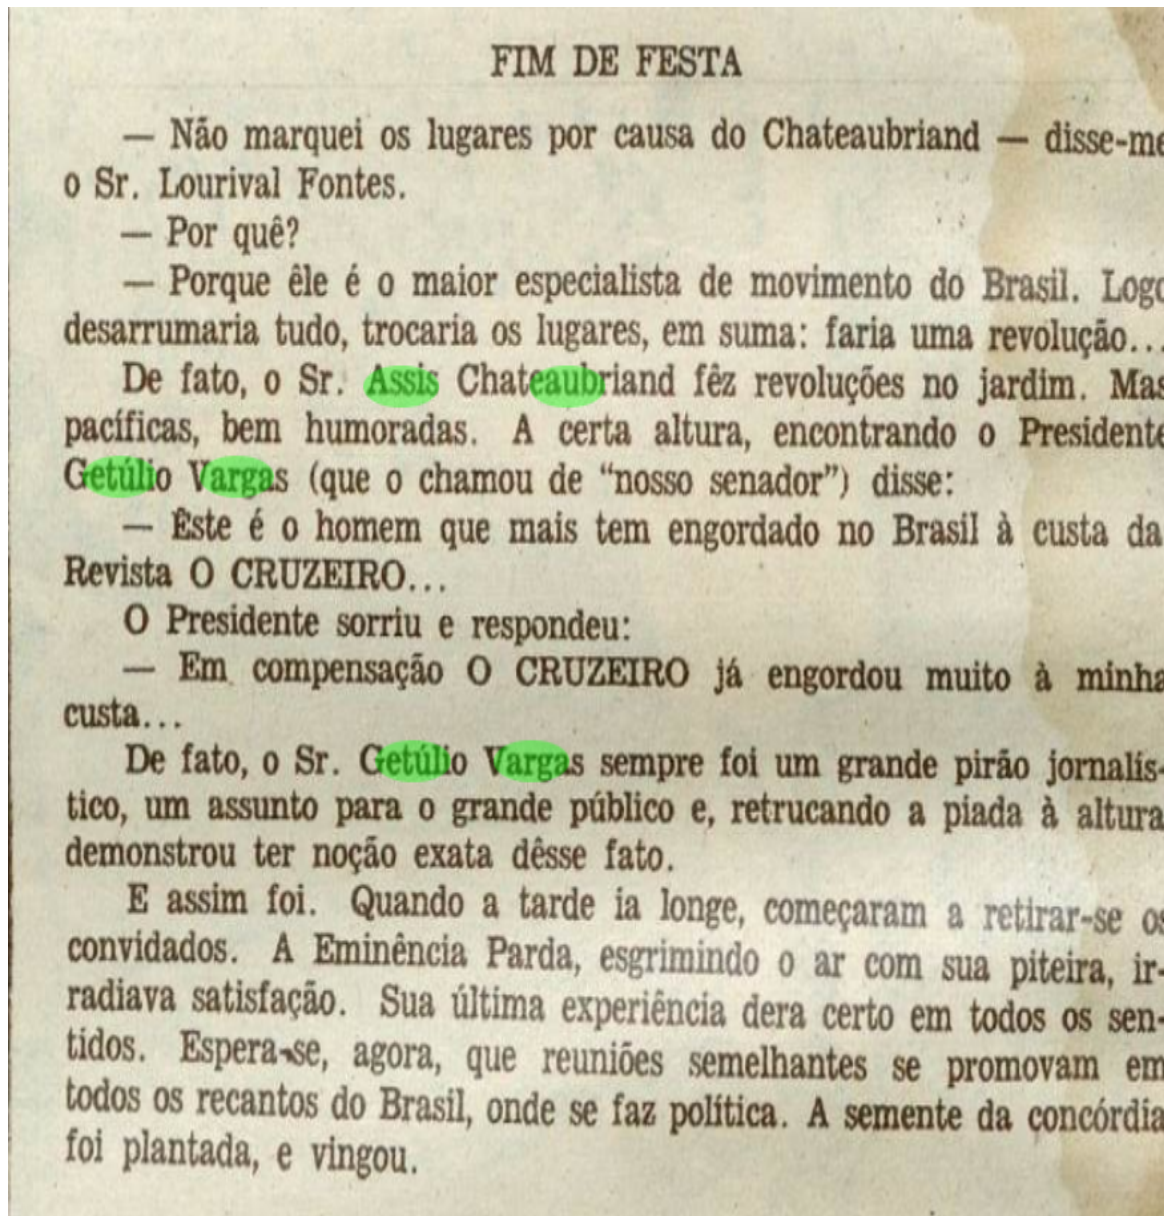 FIM DE FESTA
— Não marquei os lugares por causa do Chateaubriand — disse-me
o Sr. Lourival Fontes.
— Por quê?
— Porque êle é o maior especialista de movimento do Brasil. Logo
desarrumaria tudo, trocaria os lugares, em suma: faria uma revolução...
De fato, o Sr. Assis Chateaubriand fêz revoluções no jardim. Mas
pacíficas, bem humoradas. A certa altura, encontrando o Presidente
Getúlio Vargas (que o chamou de “nosso senador”) disse:
— Êste é o homem que mais tem engordado no Brasil à custa da
Revista O CRUZEIRO...
O Presidente sorriu e respondeu:
— Em compensação O CRUZEIRO já engordou muito à minha
custa...
De fato, o Sr. Getúlio Vargas sempre foi um grande pirão jornalís-
tico, um assunto para o grande público e, retrucando a piada à altura
demonstrou ter noção exata dêsse fato.
E assim foi. Quando a tarde ia longe, começaram a retirar-se os
convidados. A Eminência Parda, esgrimindo o ar com sua piteira, ir-
radiava satisfação. Sua última experiência dera certo em todos os sen-
tidos. Espera-se, agora, que reuniões semelhantes se promovam em
todos os recantos do Brasil, onde se faz política. A semente da concórdia
foi plantada, e vingou.